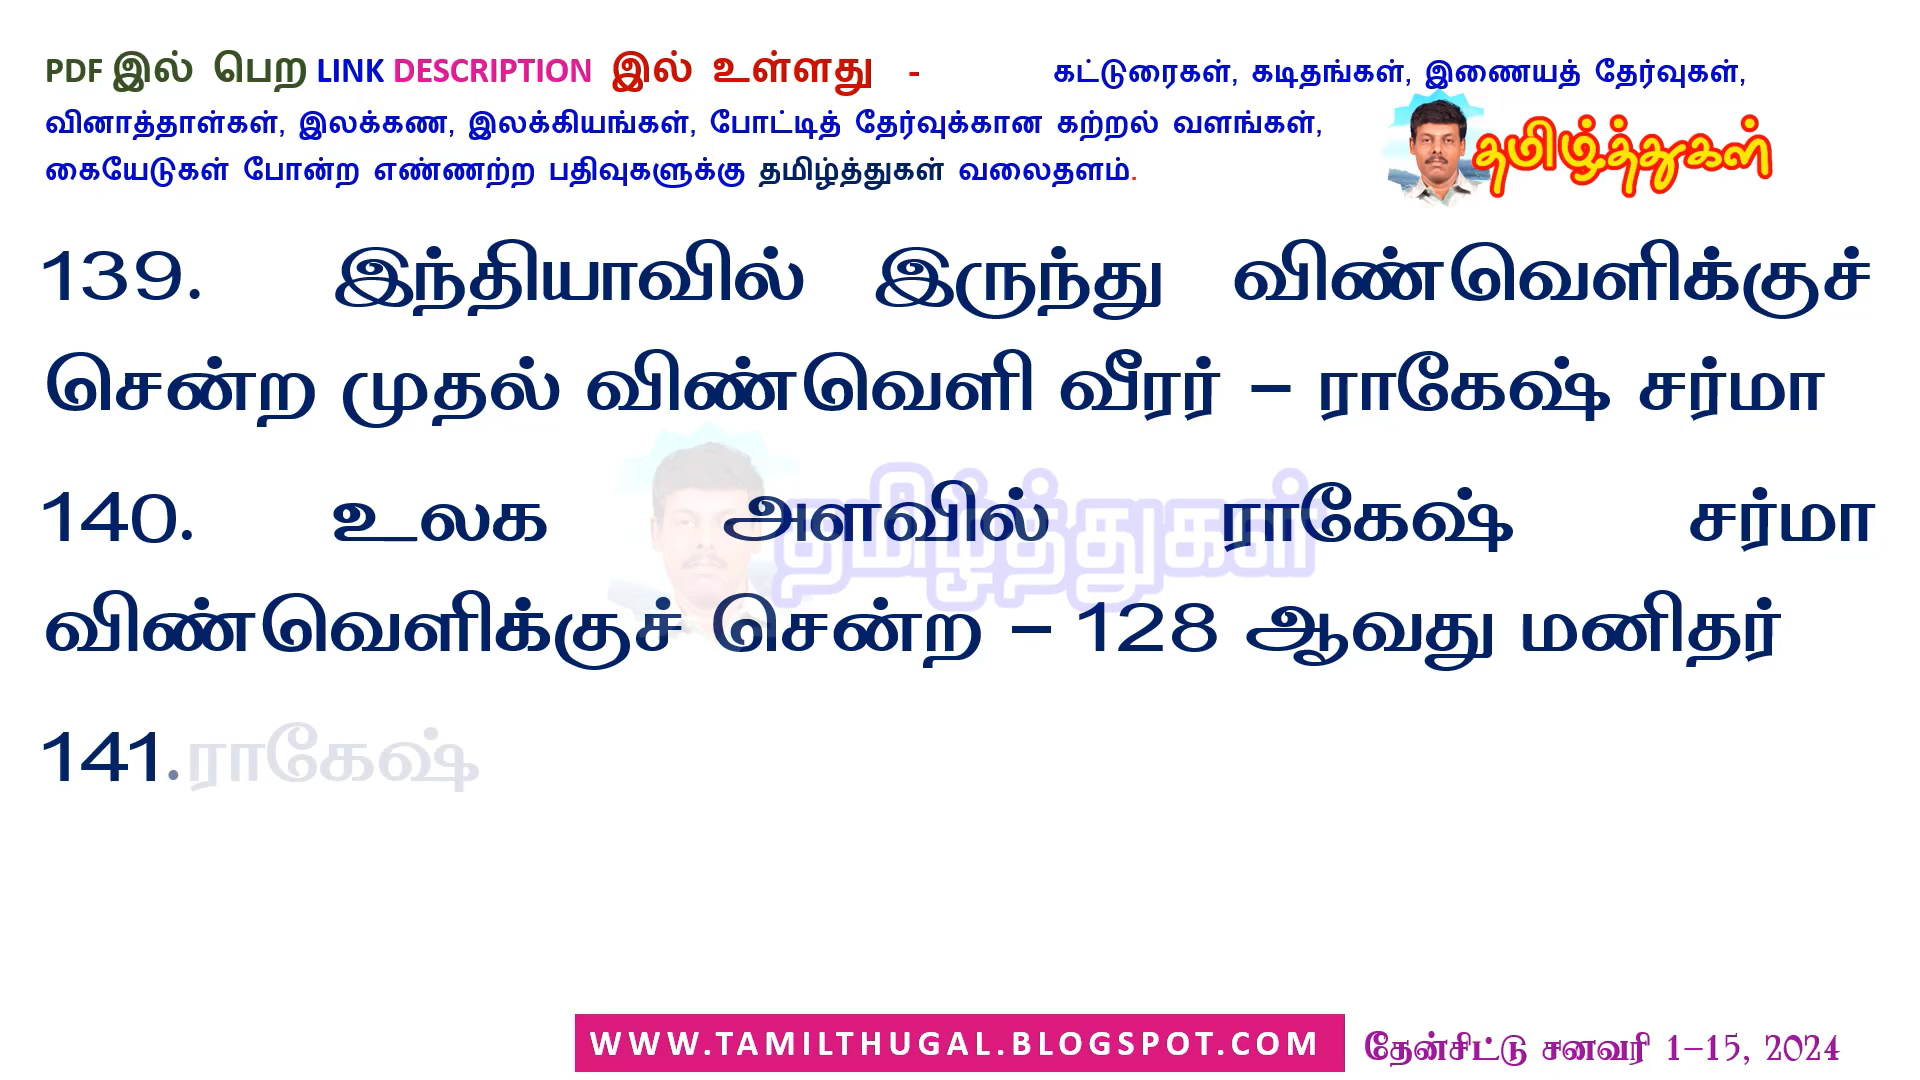 PDF இல் பெற LINK DESCRIPTION இல் உள்ளது - கட்டுரைகள், கடிதங்கள், இணையத் தேர்வுகள்,
வினாத்தாள்கள், இலக்கண, இலக்கியங்கள், போட்டித் தேர்வுக்கான கற்றல் வளங்கள்,
கையேடுகள் போன்ற எண்ணற்ற பதிவுகளுக்கு தமிழ்த்துகள் வலைதளம்.
தமிழ்த்துகள்
139. இந்தியாவில் இருந்து விண்வெளிக்குச்
சென்ற முதல் விண்வெளி வீரர் – ராகேஷ் சர்மா
தமிழ்த்துகள்
140. உலக அளவில் ராகேஷ் சர்மா
விண்வெளிக்குச் சென்ற – 128 ஆவது மனிதர்
141. ராகேஷ்
WWW.TAMILTHUGAL.BLOGSPOT.COM
தேன்சிட்டு சனவரி 1–15, 2024